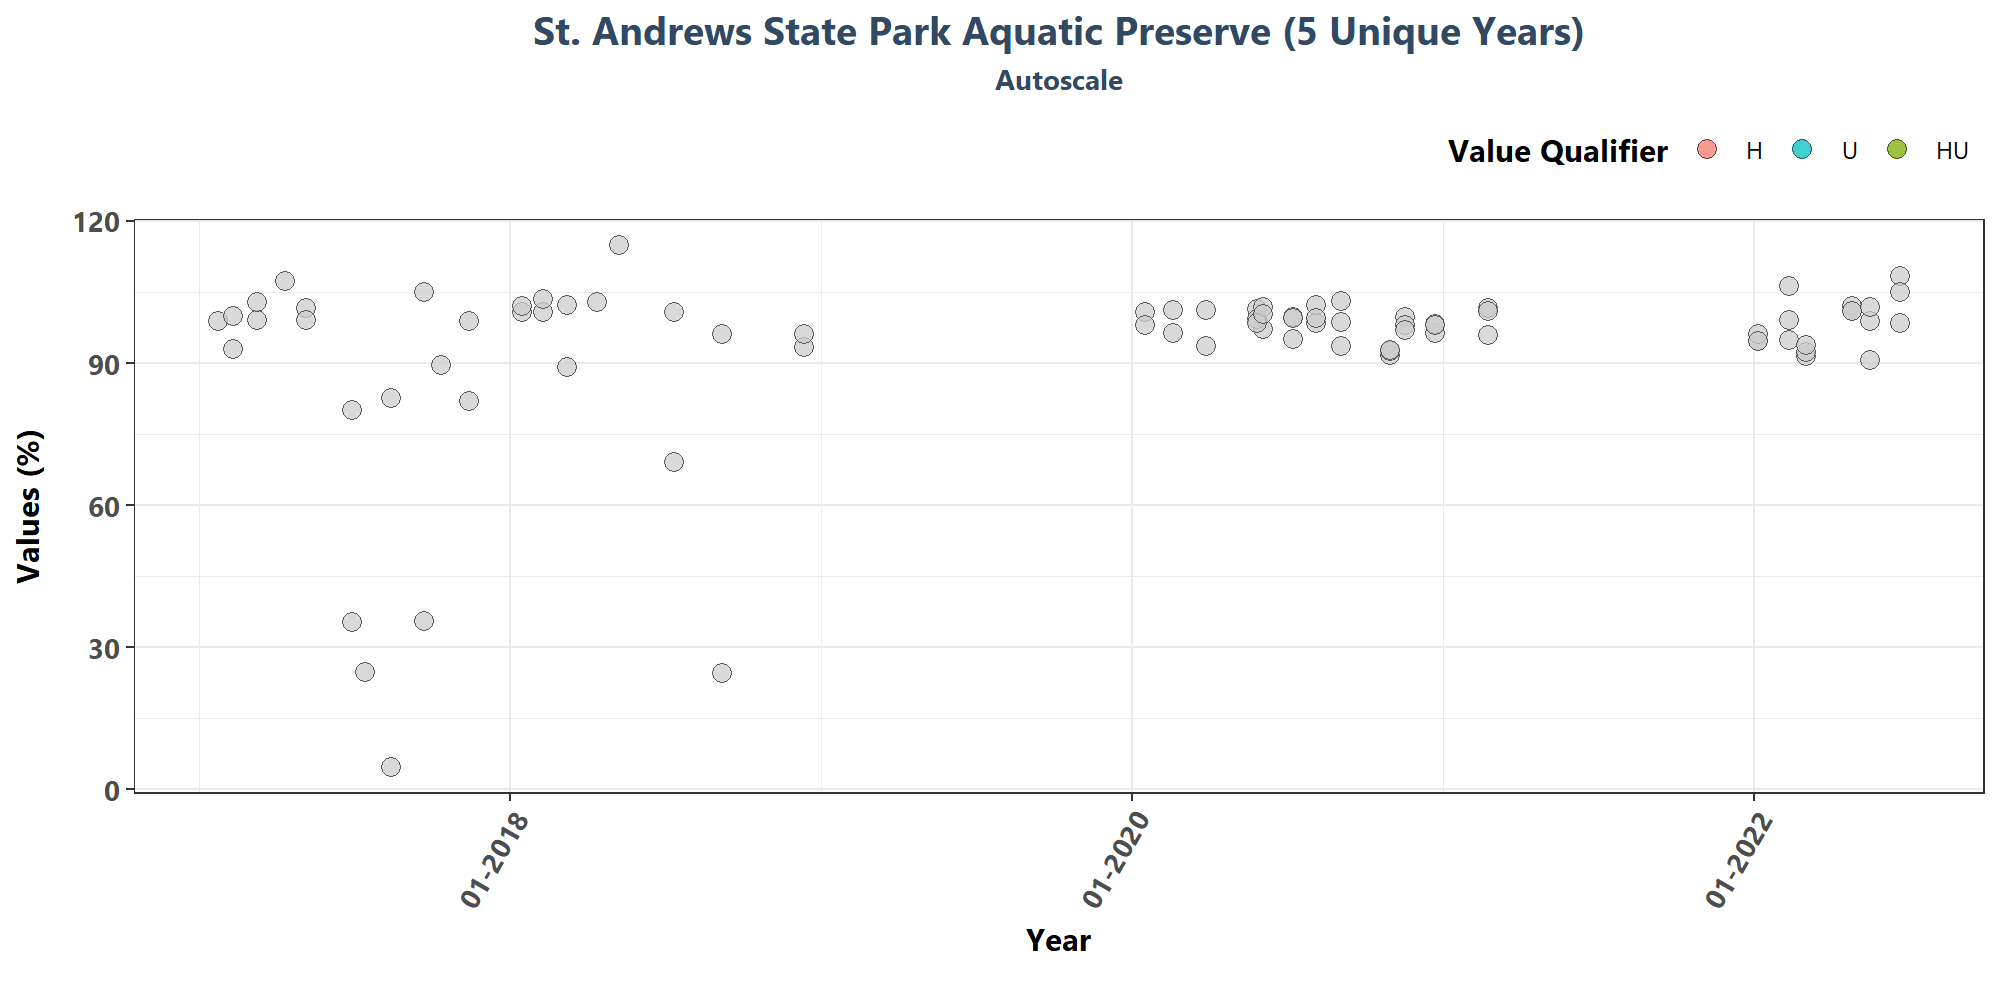 St. Andrews State Park Aquatic Preserve (5 Unique Years)
Autoscale
Value Qualifier H U HU
120
90
60
30
0
Values (%)
01-2018 01-2020 01-2022
Year